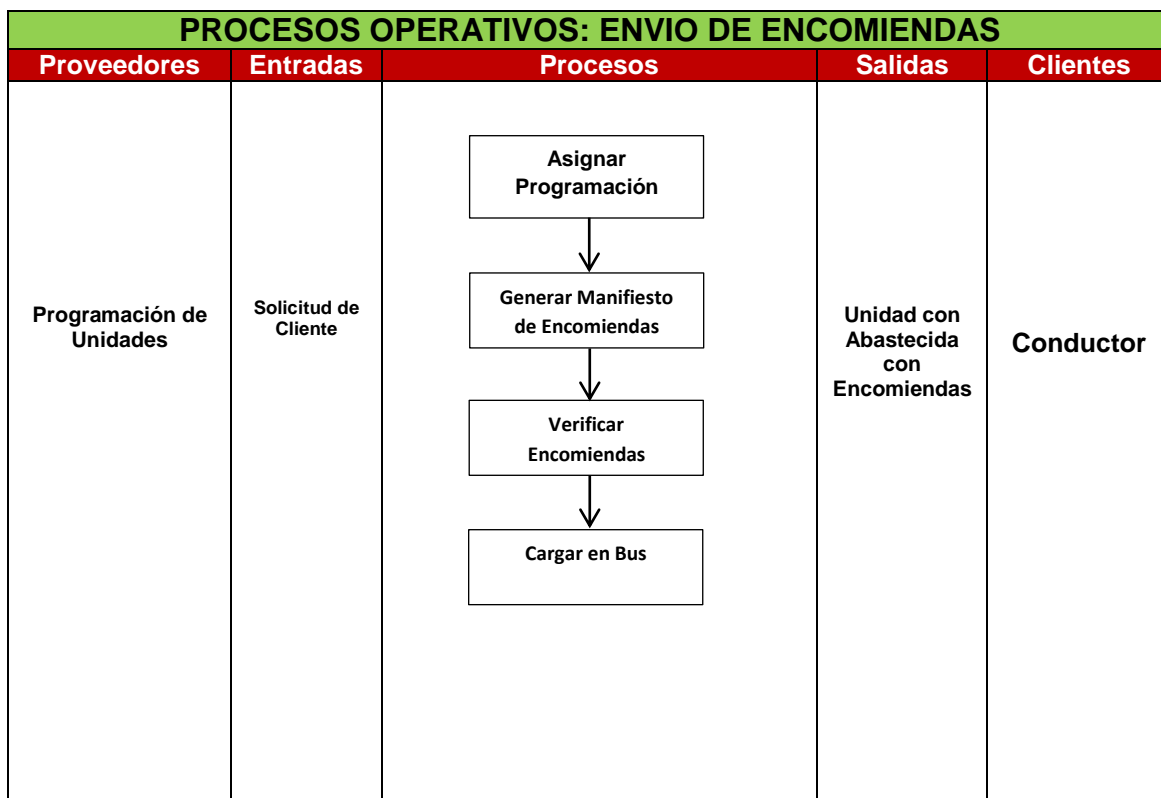 PROCESOS OPERATIVOS: ENVIO DE ENCOMIENDAS
Proveedores Entradas Procesos Salidas Clientes
Programación de
Unidades
Solicitud de
Cliente
Asignar
Programación
Generar Manifiesto
de Encomiendas
Verificar
Encomiendas
Cargar en Bus
Unidad con
Abastecida
con
Encomiendas
Conductor